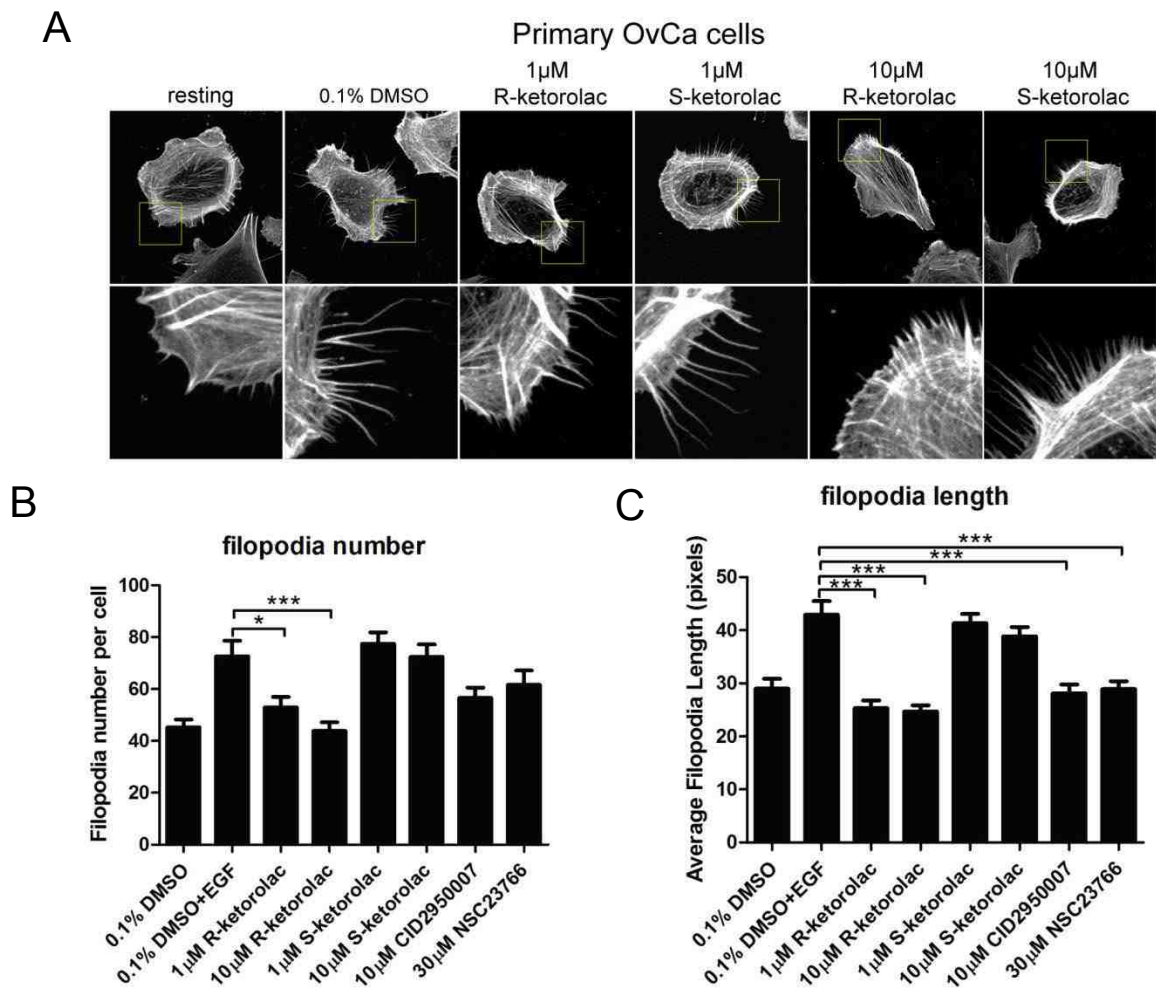 A
Primary OvCa cells
resting
0.1% DMSO
1µM
R-ketorolac
1µM
S-ketorolac
10µM
R-ketorolac
10µM
S-ketorolac
B
filopodia number
Filopodia number per cell
100
80
60
40
20
0
*
***
0.1% DMSO
0.1% DMSO+EGF
1µM R-ketorolac
10µM R-ketorolac
1µM S-ketorolac
10µM S-ketorolac
10µM CID2950007
30µM NSC23766
C
filopodia length
Average Filopodia Length (pixels)
50
40
30
20
10
0
***
***
***
***
0.1% DMSO
0.1% DMSO+EGF
1µM R-ketorolac
10µM R-ketorolac
1µM S-ketorolac
10µM S-ketorolac
10µM CID2950007
30µM NSC23766